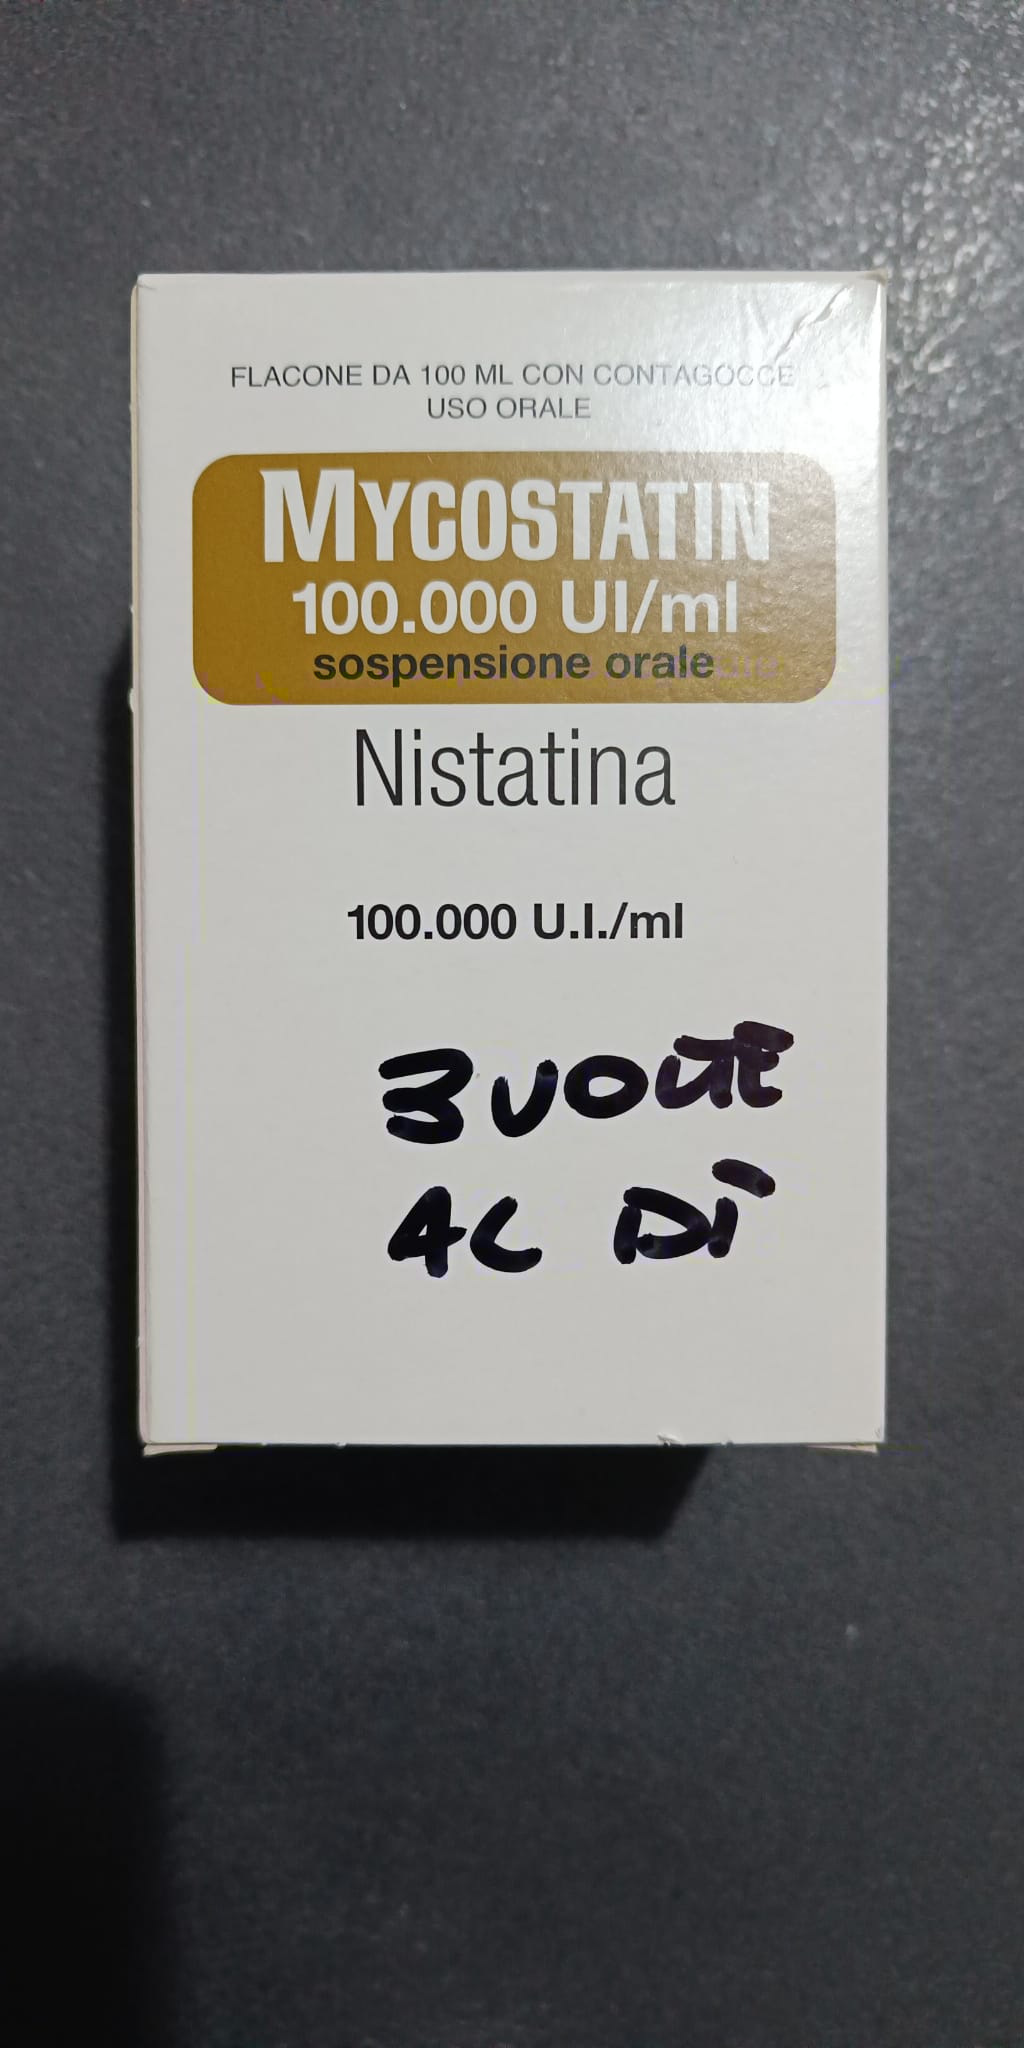 FLACONE DA 100 ML CON CONTAGOCCE
USO ORALE
MYCOSTATIN
100.000 UI/ml
sospensione orale
Nistatina
100.000 U.I./ml
3 VOLTE
AL DÌ